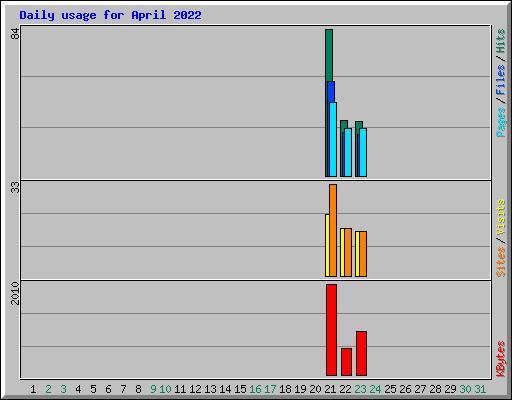 Daily usage for April 2022
84
33
2010
Pages / Files / Hits
Sites / Visits
KBytes
1 2 3 4 5 6 7 8 9 10 11 12 13 14 15 16 17 18 19 20 21 22 23 24 25 26 27 28 29 30 31